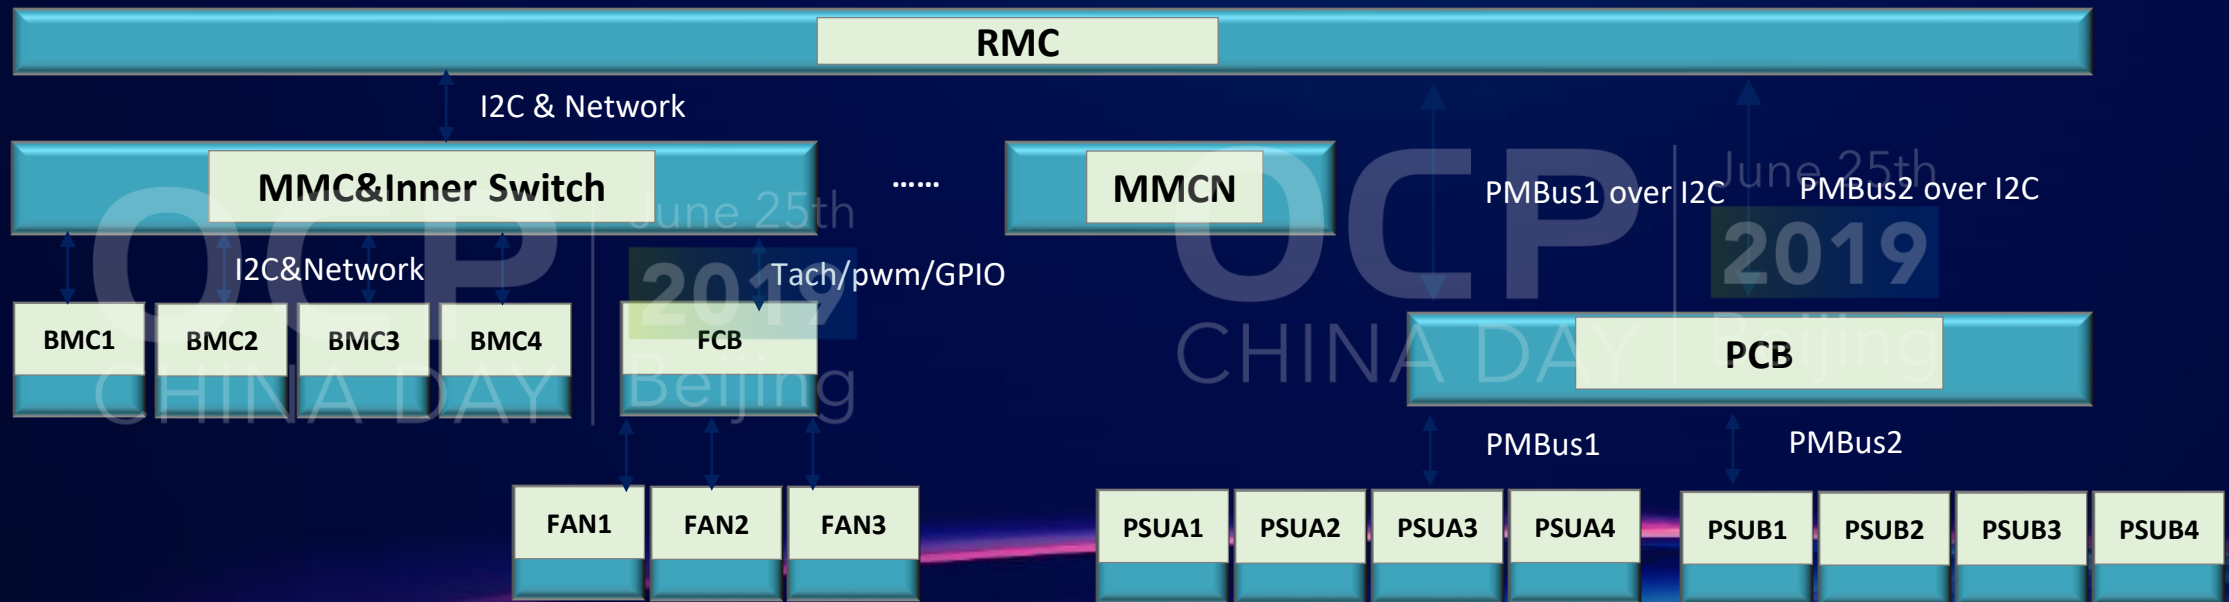 RMC
I2C & Network
MMC&Inner Switch
......
MMCN
PMBus1 over I2C
PMBus2 over I2C
OCP
CHINA DAY
June 25th
2019
Beijing
OCP
CHINA DAY
June 25th
2019
Beijing
I2C&Network
Tach/pwm/GPIO
BMC1
BMC2
BMC3
BMC4
FCB
PCB
PMBus1
PMBus2
FAN1
FAN2
FAN3
PSUA1
PSUA2
PSUA3
PSUA4
PSUB1
PSUB2
PSUB3
PSUB4